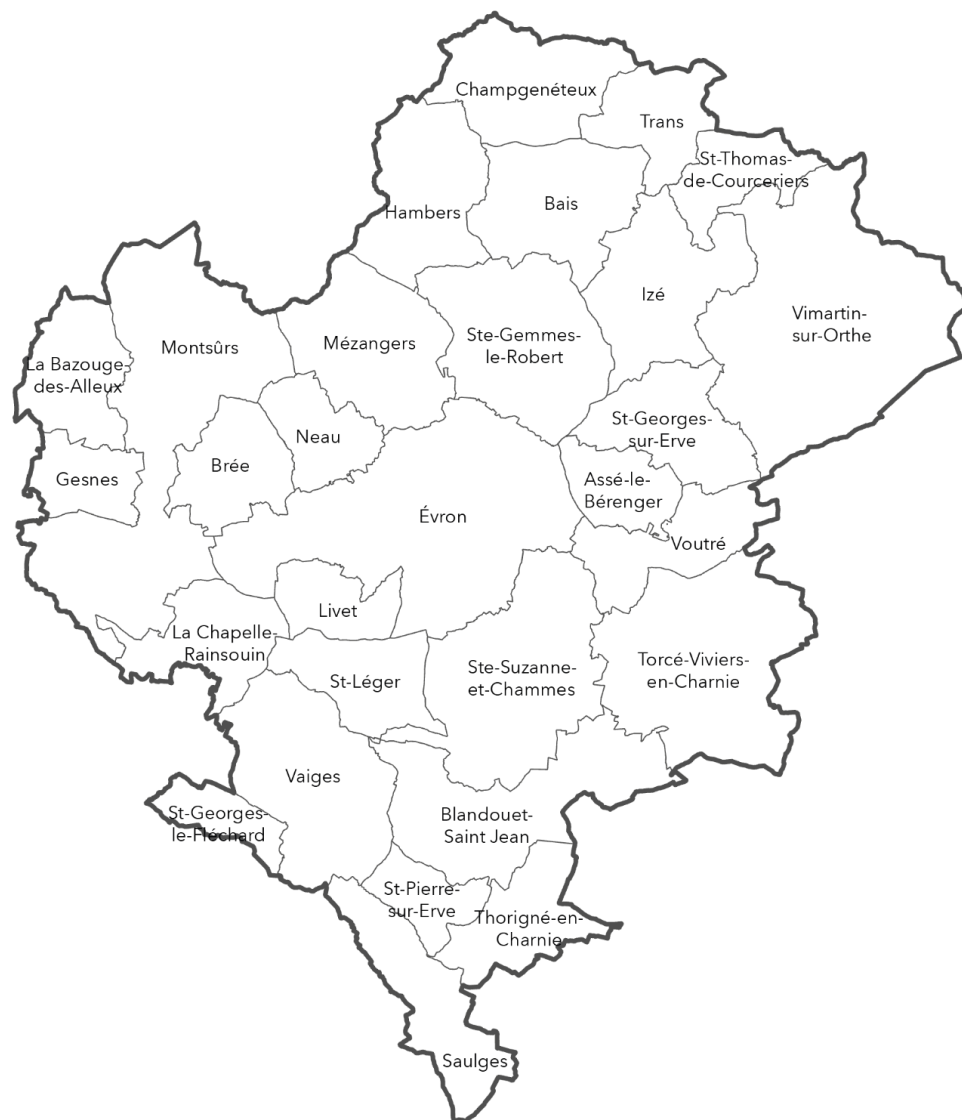 Champgenéteux
Trans
St-Thomas-
de-Courceriers
Hambers
Bais
Izé
Vimartin-
sur-Orthe
Mézangers
Ste-Gemmes-
le-Robert
Montsûrs
La Bazouge-
des-Alleux
Neau
St-Georges-
sur-Erve
Gesnes
Brée
Assé-le-
Bérenger
Évron
Voutré
Livet
La Chapelle-
Rainsouin
St-Léger
Ste-Suzanne-
et-Chammes
Torcé-Viviers-
en-Charnie
Vaiges
St-Georges-
le-Fléchard
Blandouet-
Saint Jean
St-Pierre-
sur-Erve
Thorigné-en-
Charnie
Saulges